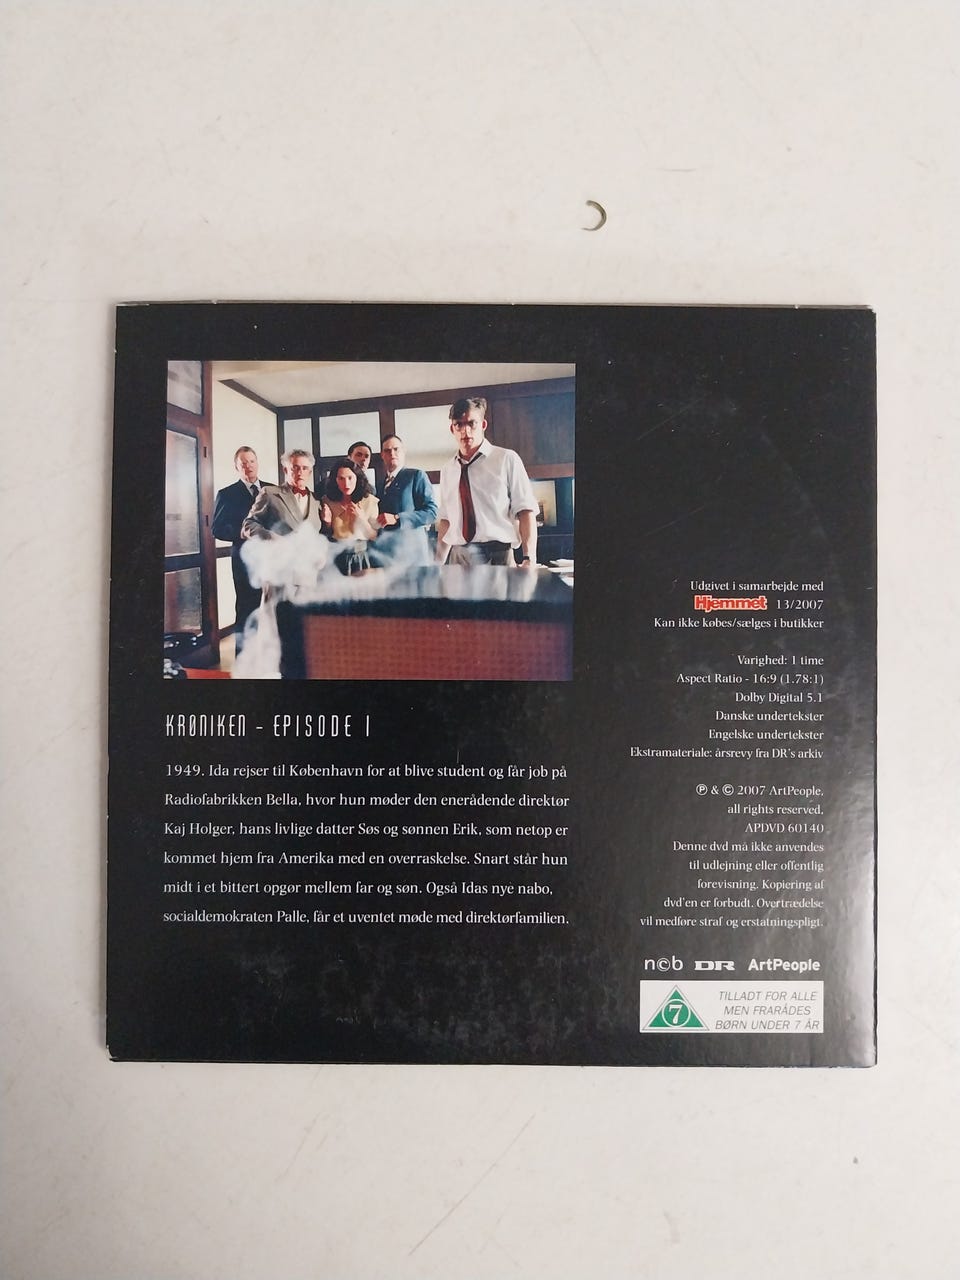 KRØNIKEN - EPISODE 1
1949. Ida rejser til København for at blive student og får job på
Radiofabrikken Bella, hvor hun møder den enerådende direktør
Kaj Holger, hans livlige datter Søs og sønnen Erik, som netop er
kommet hjem fra Amerika med en overraskelse. Snart står hun
midt i et bittert opgør mellem far og søn. Også Idas nye nabo,
socialdemokraten Palle, får et uventet møde med direktørfamilien.
Udgivet i samarbejde med
Hjemmet 13/2007
Kan ikke købes/sælges i butikker
Varighed: 1 time
Aspect Ratio - 16:9 (1.78:1)
Dolby Digital 5.1
Danske undertekster
Engelske undertekster
Ekstramateriale: årsrevy fra DR's arkiv
℗ & © 2007 ArtPeople,
all rights reserved,
APDVD 60140
Denne dvd må ikke anvendes
til udlejning eller offentlig
forevisning. Kopiering af
dvd'en er forbudt. Overtrædelse
vil medføre straf og erstatningspligt.
n©b DR ArtPeople
7
TILLADT FOR ALLE
MEN FRARÅDES
BØRN UNDER 7 ÅR